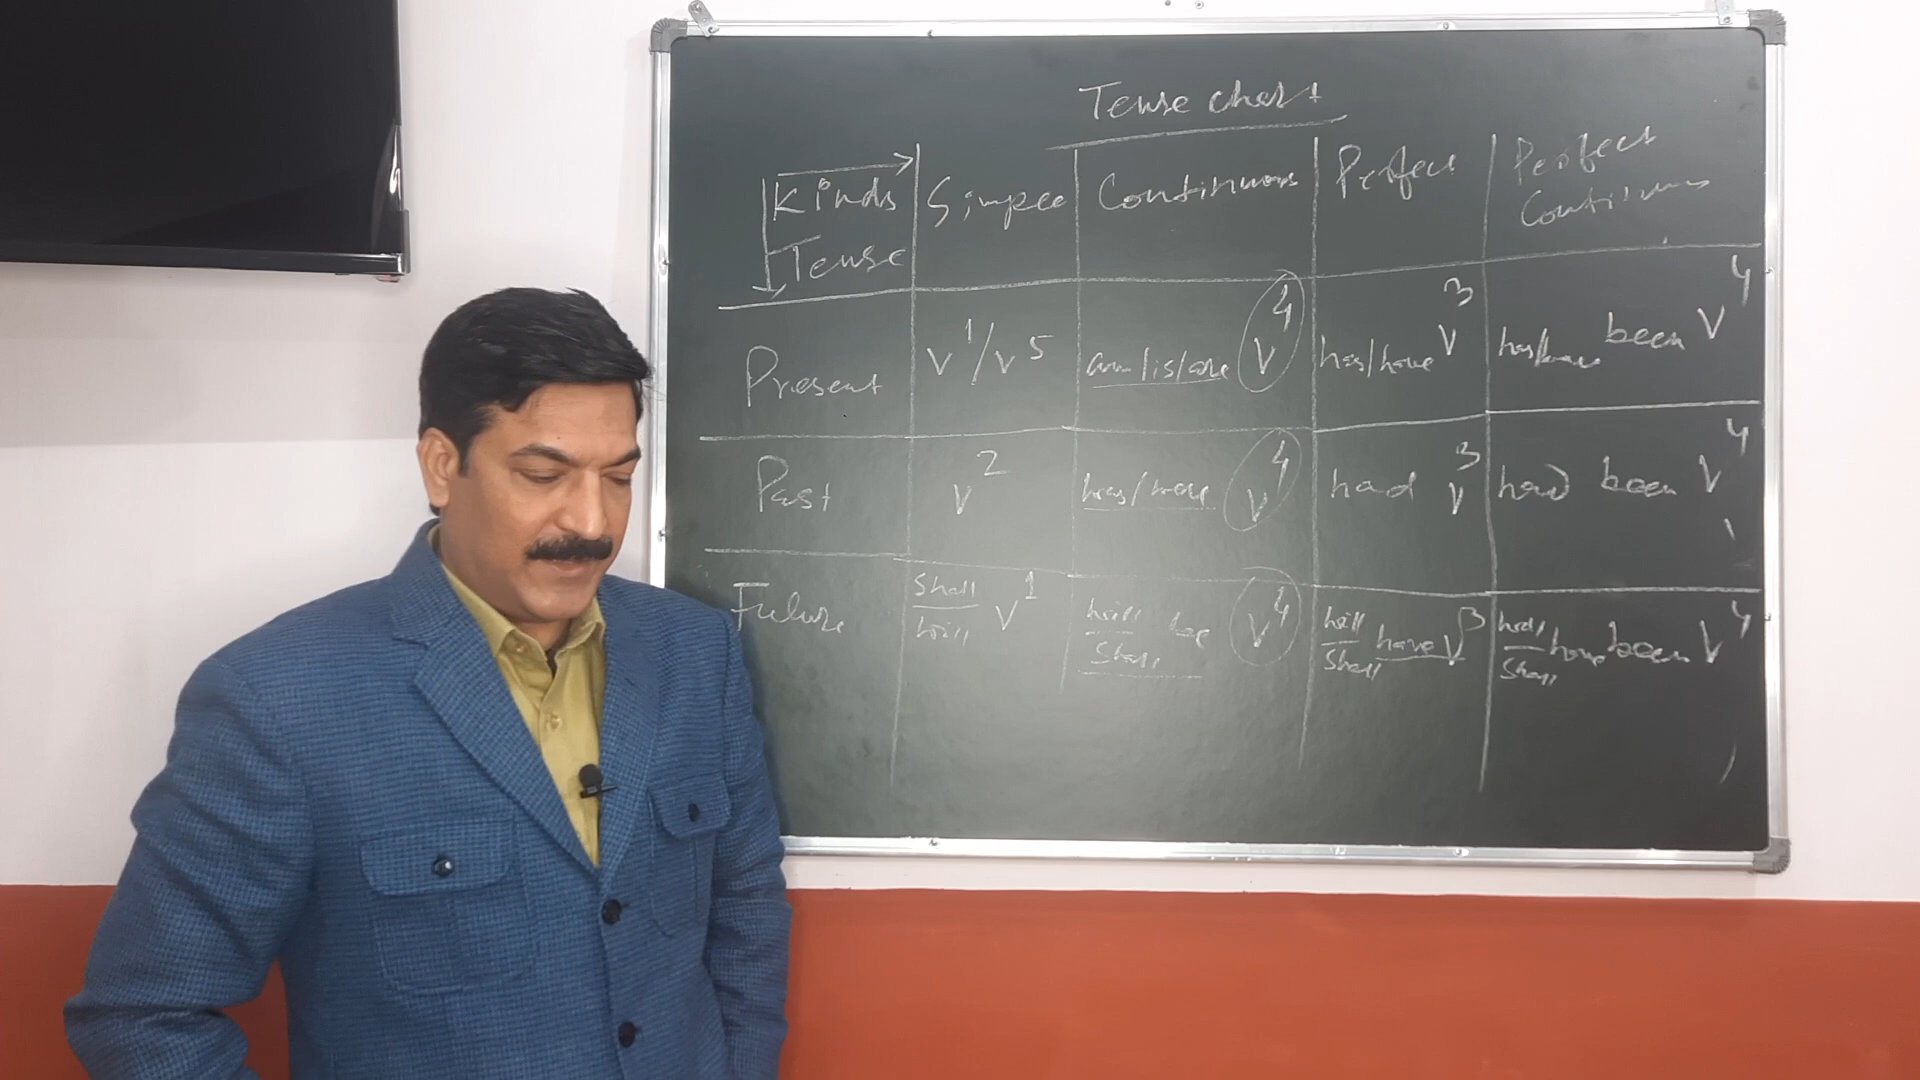 Tense chart
Kinds Simple Continuous Perfect Perfect Continuous
Tense
Present V1/V5 am/is/are V4 has/have V3 has/have been V4
Past V2 was/were V4 had V3 had been V4
Future Shall/will V1 will/Shall be V4 will/Shall have V3 will/Shall have been V4